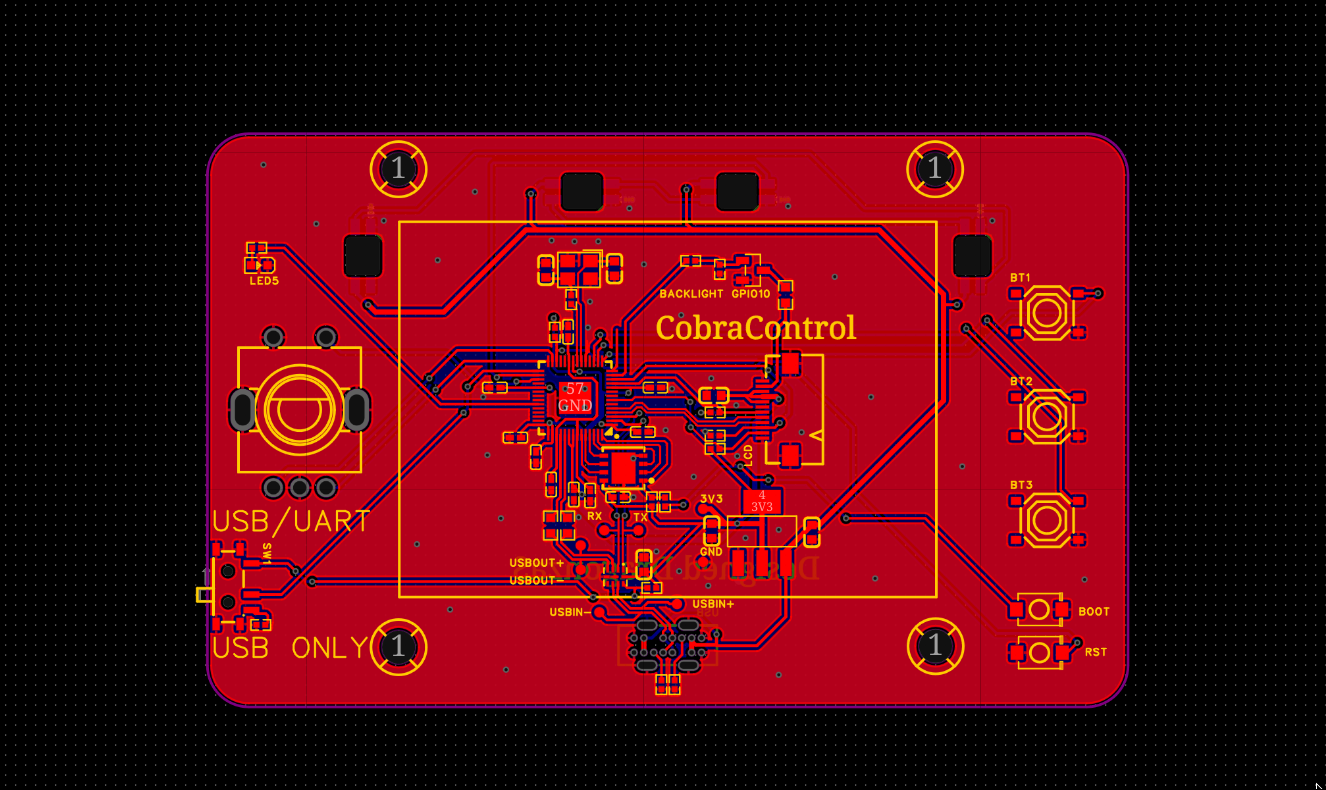 1
1
LED5
BT1
BACKLIGHT GPIO10
CobraControl
BT2
57
GND
LCD
BT3
4
3V3
3V3
RX
TX
USB/UART
SW1
GND
USBOUT+
USBOUT-
USBIN-
USBIN+
BOOT
USB ONLY
1
1
RST